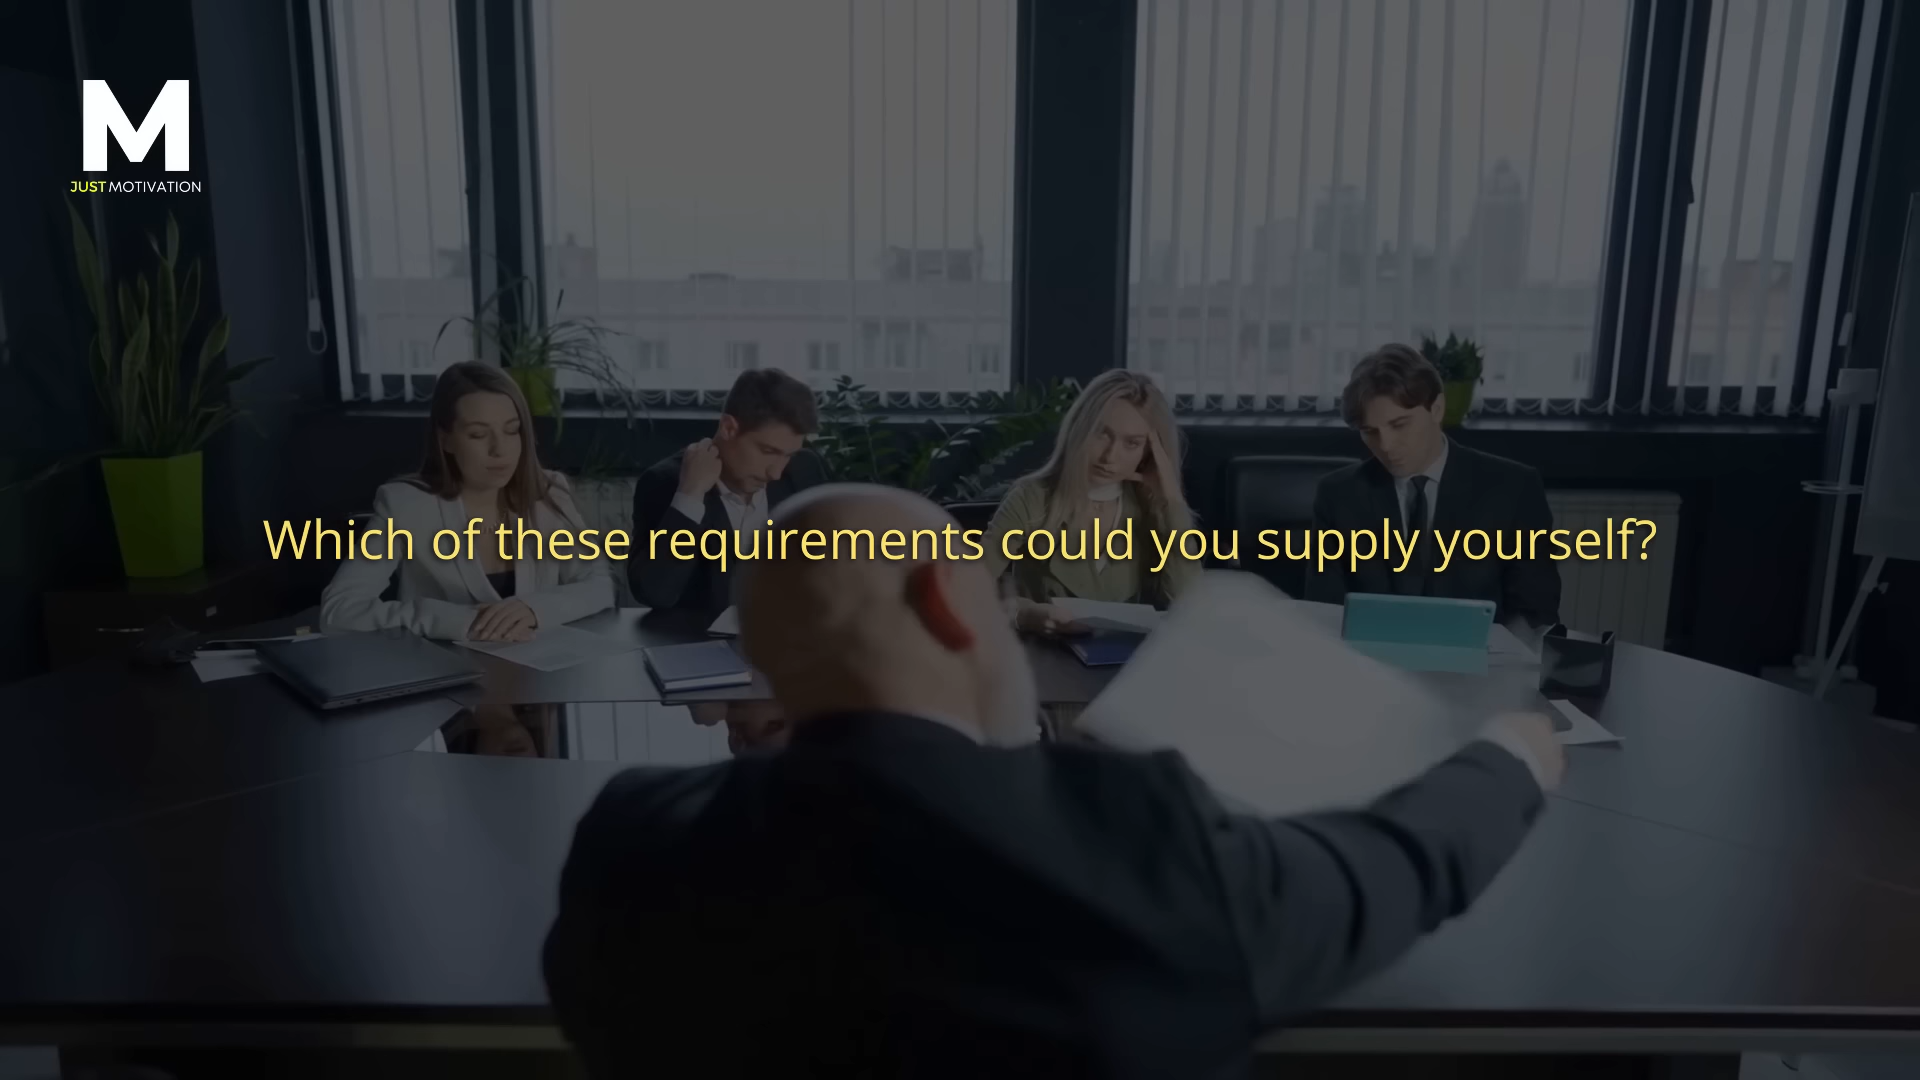 M
JUST MOTIVATION
Which of these requirements could you supply yourself?